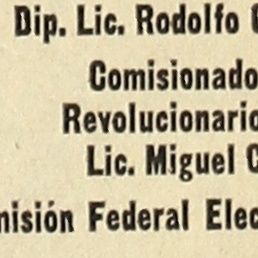 Dip. Lic. Rodolfo
Comisionado
Revolucionario
Lic. Miguel
misión Federal Elec